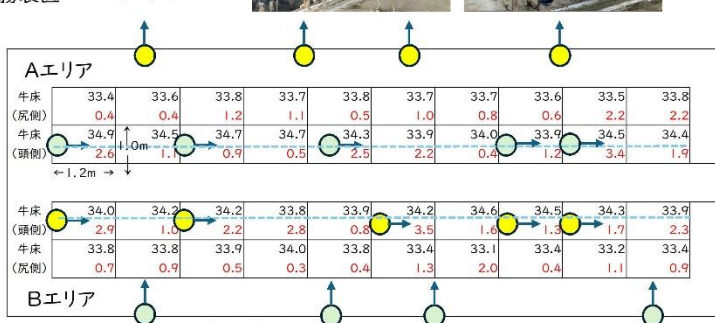 Aエリア
牛床 33.4 33.6 33.8 33.7 33.8 33.7 33.7 33.6 33.5 33.8
(尻側) 0.4 0.4 1.2 1.1 0.5 1.0 0.8 0.6 2.2 2.2
牛床 34.9 34.5 34.7 34.7 34.3 33.9 34.0 33.9 34.5 34.4
(頭側) 2.6 1.1 0.9 0.5 2.5 2.2 0.4 1.2 3.4 1.9
1.0m
←1.2m→
牛床 34.0 34.2 34.2 33.8 33.9 34.2 34.6 34.5 34.3 33.9
(頭側) 2.9 1.0 2.2 2.8 0.8 3.5 1.6 1.3 1.7 2.3
牛床 33.8 33.8 33.9 34.0 33.8 33.4 33.1 33.4 33.2 33.4
(尻側) 0.7 0.9 0.5 0.3 0.4 1.3 2.0 0.4 1.1 0.9
Bエリア